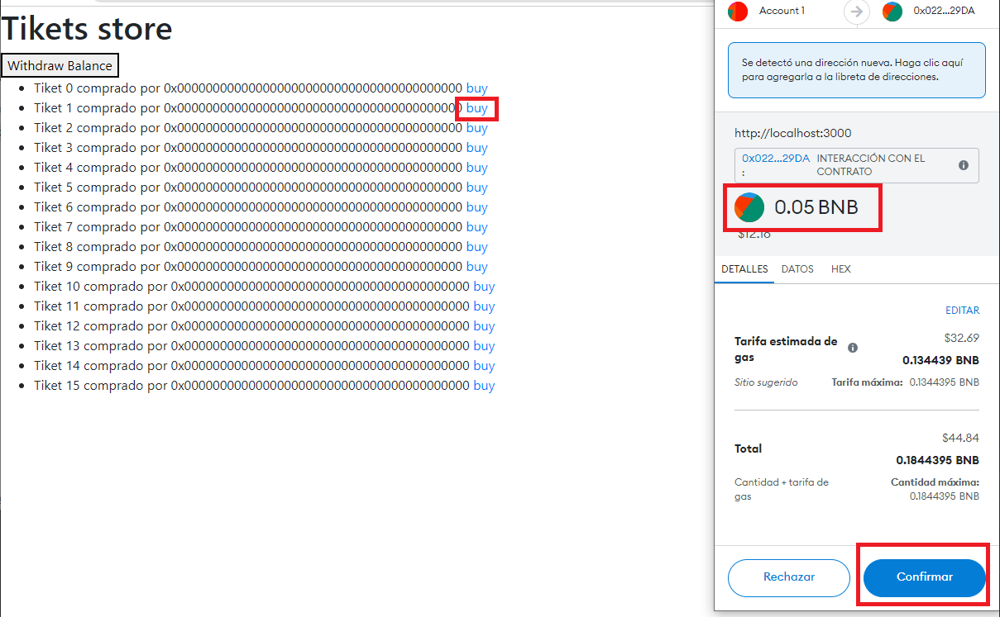 Tikets store
Withdraw Balance
Tiket 0 comprado por 0x0000000000000000000000000000000000000000 buy
Tiket 1 comprado por 0x0000000000000000000000000000000000000000 buy
Tiket 2 comprado por 0x0000000000000000000000000000000000000000 buy
Tiket 3 comprado por 0x0000000000000000000000000000000000000000 buy
Tiket 4 comprado por 0x0000000000000000000000000000000000000000 buy
Tiket 5 comprado por 0x0000000000000000000000000000000000000000 buy
Tiket 6 comprado por 0x0000000000000000000000000000000000000000 buy
Tiket 7 comprado por 0x0000000000000000000000000000000000000000 buy
Tiket 8 comprado por 0x0000000000000000000000000000000000000000 buy
Tiket 9 comprado por 0x0000000000000000000000000000000000000000 buy
Tiket 10 comprado por 0x0000000000000000000000000000000000000000 buy
Tiket 11 comprado por 0x0000000000000000000000000000000000000000 buy
Tiket 12 comprado por 0x0000000000000000000000000000000000000000 buy
Tiket 13 comprado por 0x0000000000000000000000000000000000000000 buy
Tiket 14 comprado por 0x0000000000000000000000000000000000000000 buy
Tiket 15 comprado por 0x0000000000000000000000000000000000000000 buy
Account 1
0x022...29DA
Se detectó una dirección nueva. Haga clic aquí
para agregarla a la libreta de direcciones.
http://localhost:3000
0x022...29DA INTERACCIÓN CON EL
: CONTRATO
0.05 BNB
$12.16
DETALLES DATOS HEX
EDITAR
Tarifa estimada de $32.69
gas 0.134439 BNB
Sitio sugerido Tarifa máxima: 0.1344395 BNB
$44.84
Total
0.1844395 BNB
Cantidad + tarifa de Cantidad máxima:
gas 0.1844395 BNB
Rechazar Confirmar